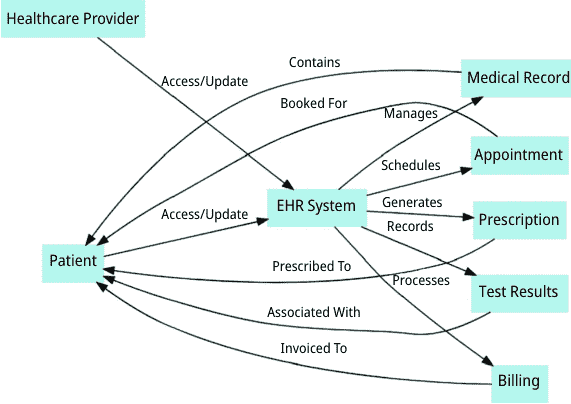 Healthcare Provider
Contains
Medical Record
Access/Update
Booked For
Manages
Appointment
Schedules
EHR System
Generates
Access/Update
Prescription
Records
Patient
Prescribed To
Processes
Test Results
Associated With
Invoiced To
Billing